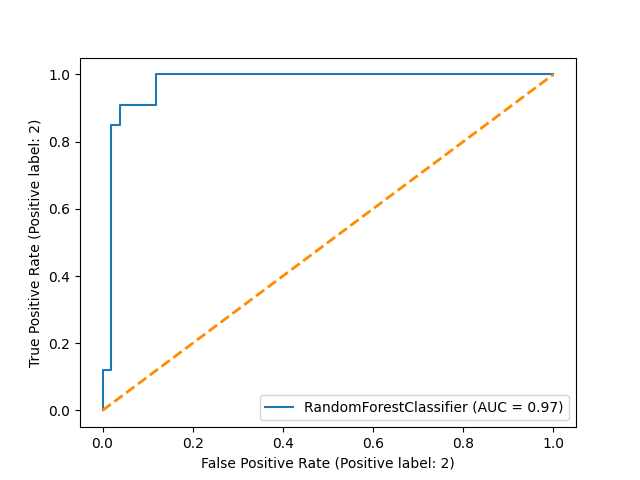 1.0
0.8
0.6
0.4
0.2
0.0
True Positive Rate (Positive label: 2)
RandomForestClassifier (AUC = 0.97)
0.0 0.2 0.4 0.6 0.8 1.0
False Positive Rate (Positive label: 2)